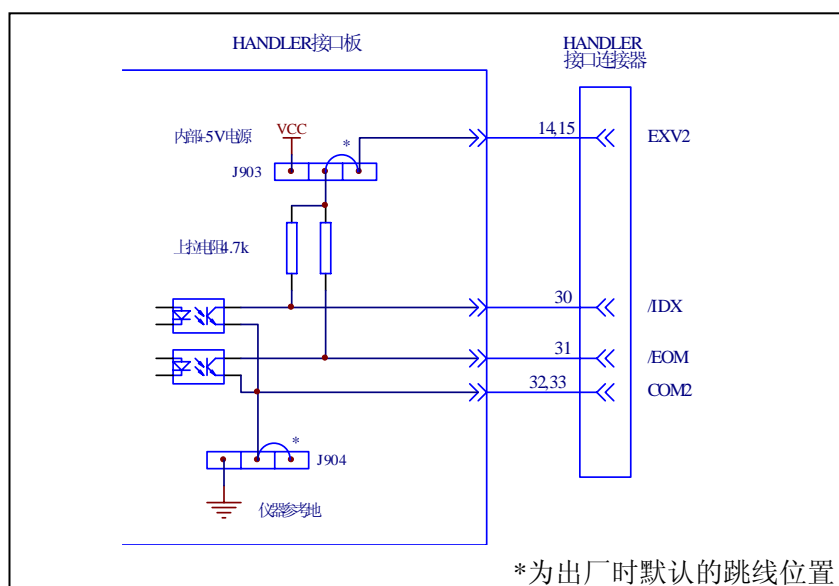 HANDLER接口板
HANDLER
接口连接器
内部+5V电源
VCC
*
14,15
EXV2
J903
上拉电阻4.7k
30
/IDX
31
/EOM
32,33
COM2
*
J904
仪器参考地
*为出厂时默认的跳线位置